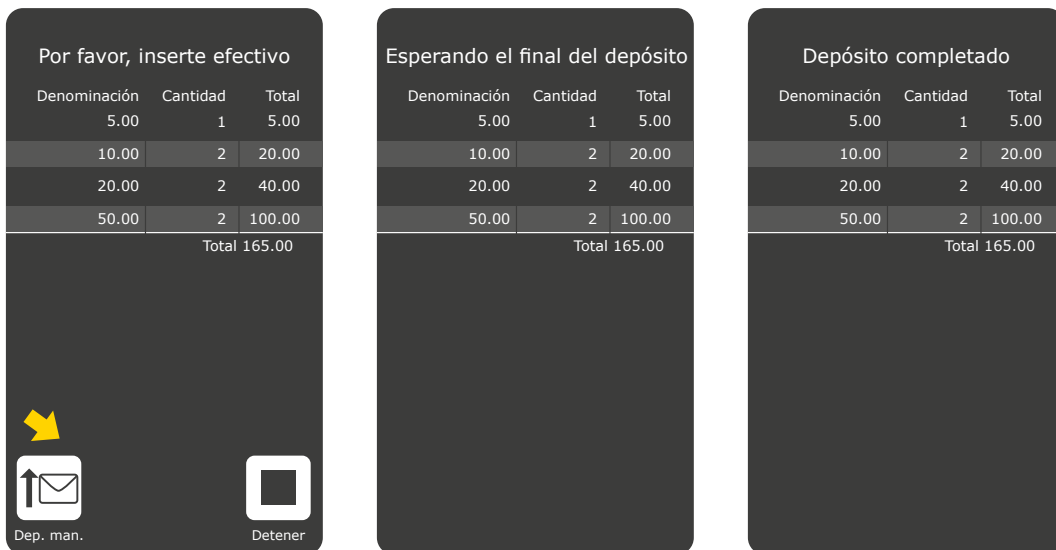 Por favor, inserte efectivo
Denominación Cantidad Total
5.00 1 5.00
10.00 2 20.00
20.00 2 40.00
50.00 2 100.00
Total 165.00
Dep. man. Detener
Esperando el final del depósito
Denominación Cantidad Total
5.00 1 5.00
10.00 2 20.00
20.00 2 40.00
50.00 2 100.00
Total 165.00
Depósito completado
Denominación Cantidad Total
5.00 1 5.00
10.00 2 20.00
20.00 2 40.00
50.00 2 100.00
Total 165.00